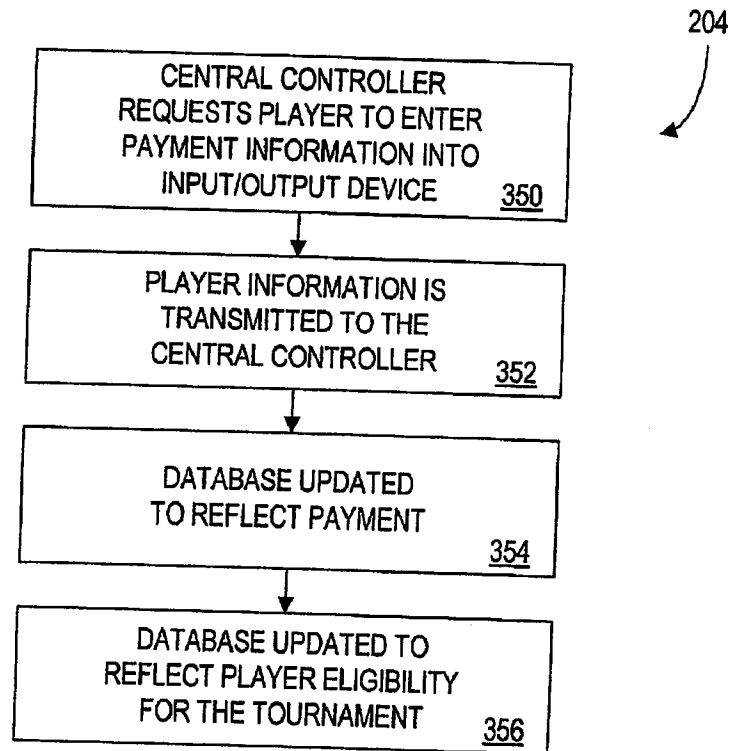 204
CENTRAL CONTROLLER
REQUESTS PLAYER TO ENTER
PAYMENT INFORMATION INTO
INPUT/OUTPUT DEVICE 350
PLAYER INFORMATION IS
TRANSMITTED TO THE
CENTRAL CONTROLLER 352
DATABASE UPDATED
TO REFLECT PAYMENT
354
DATABASE UPDATED TO
REFLECT PLAYER ELIGIBILITY
FOR THE TOURNAMENT 356